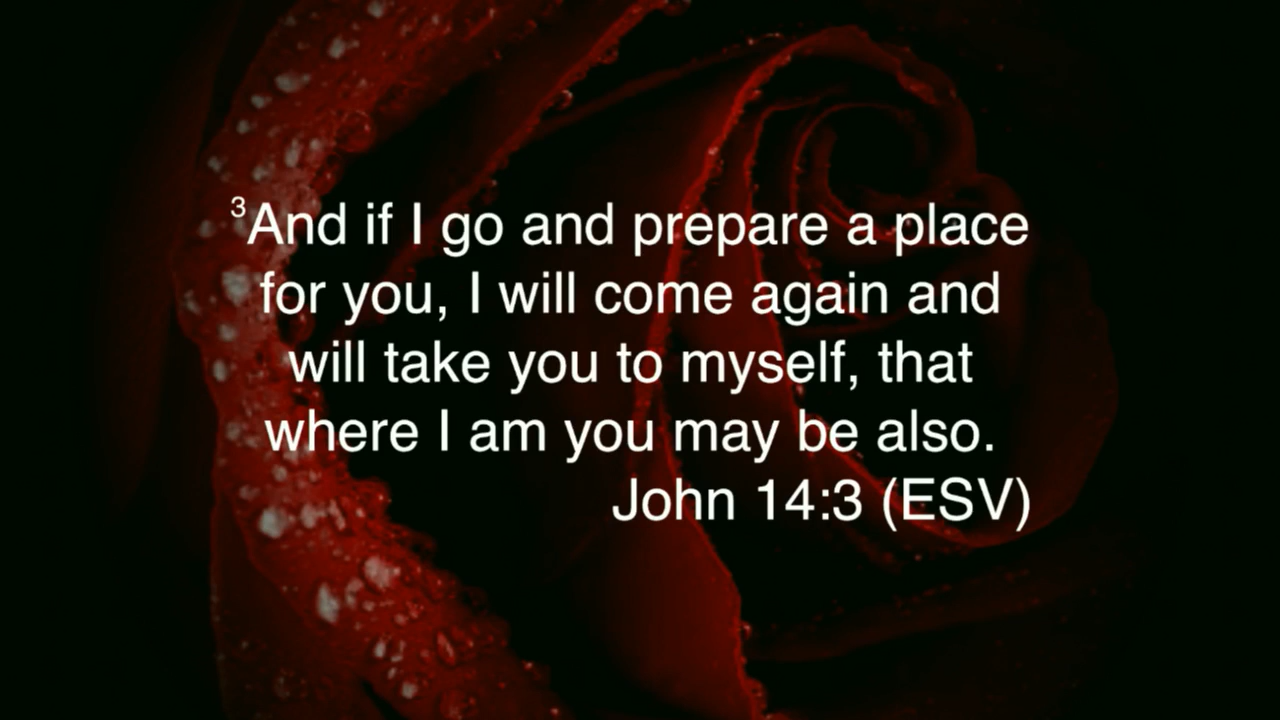 ³And if I go and prepare a place
for you, I will come again and
will take you to myself, that
where I am you may be also.
John 14:3 (ESV)